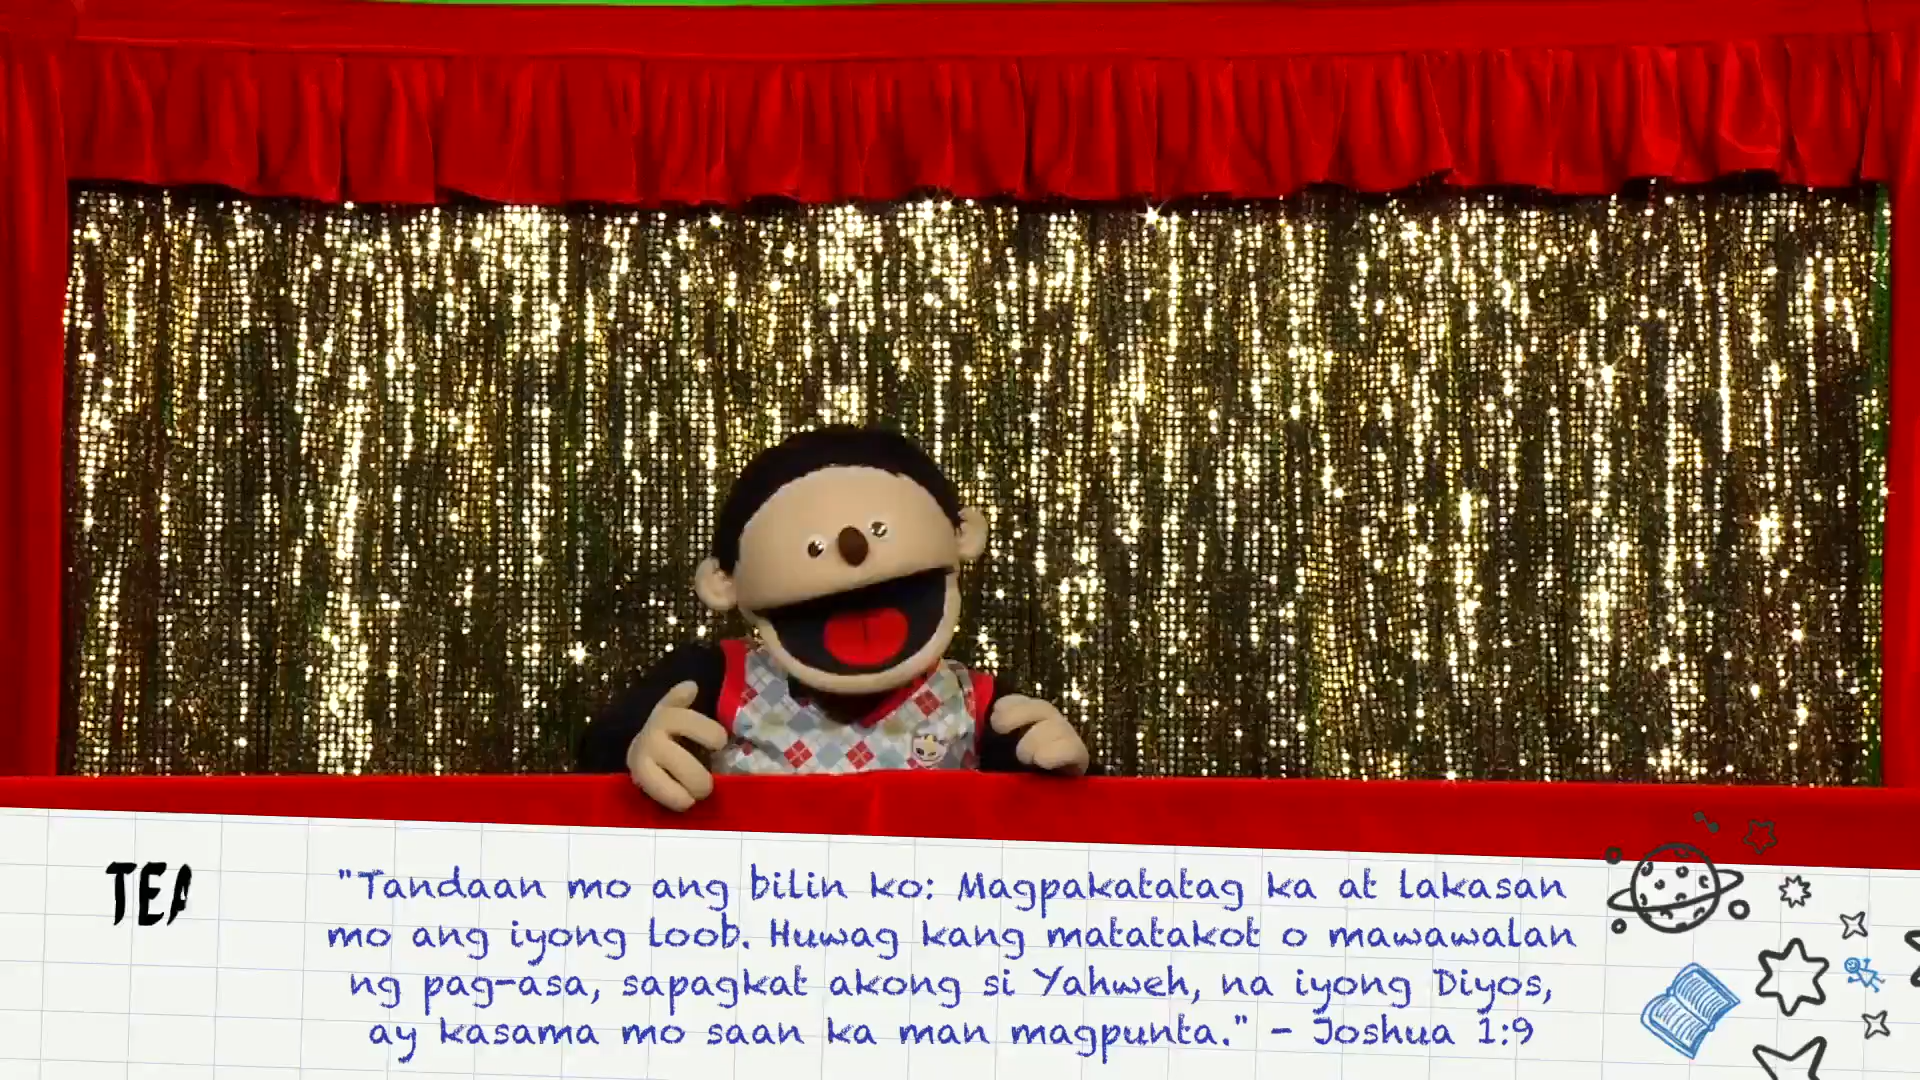 TEA
"Tandaan mo ang bilin ko: Magpakatatag ka at lakasan
mo ang iyong loob. Huwag kang matatakot o mawawalan
ng pag-asa, sapagkat akong si Yahweh, na iyong Diyos,
ay kasama mo saan ka man magpunta." - Joshua 1:9